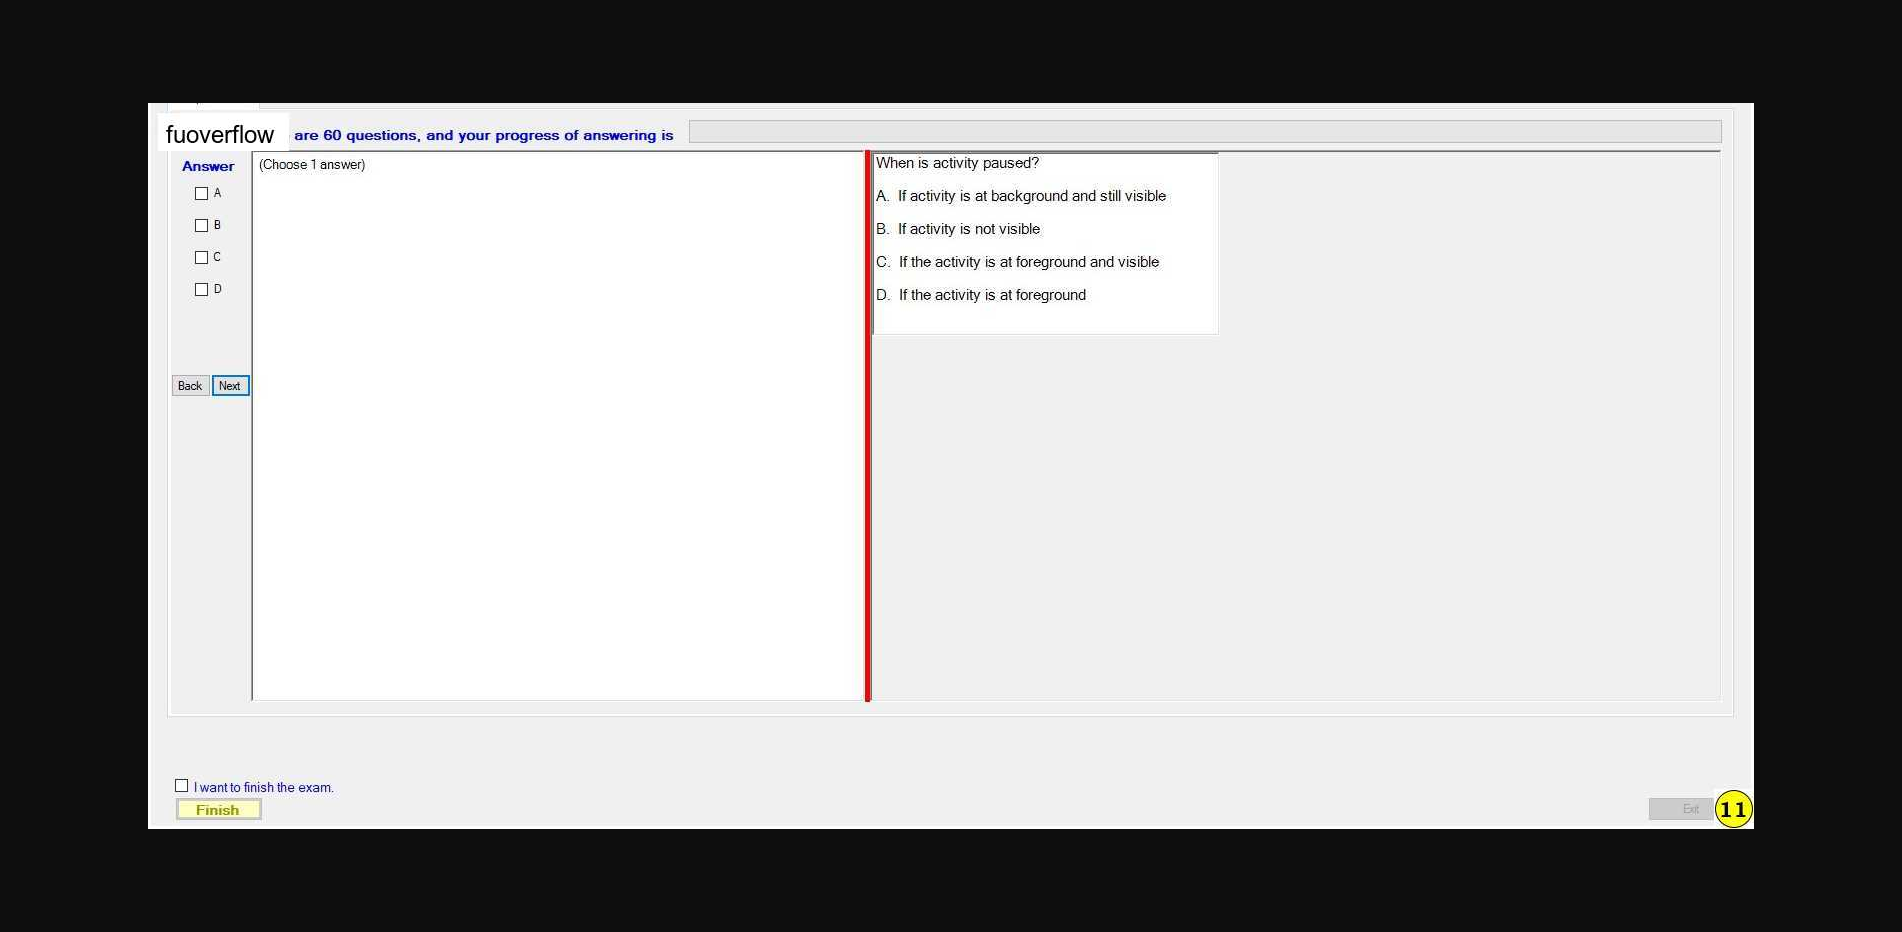 fuoverflow are 60 questions, and your progress of answering is
Answer
(Choose 1 answer)
A
B
C
D
Back Next
When is activity paused?
A. If activity is at background and still visible
B. If activity is not visible
C. If the activity is at foreground and visible
D. If the activity is at foreground
I want to finish the exam.
Finish
Exit
11